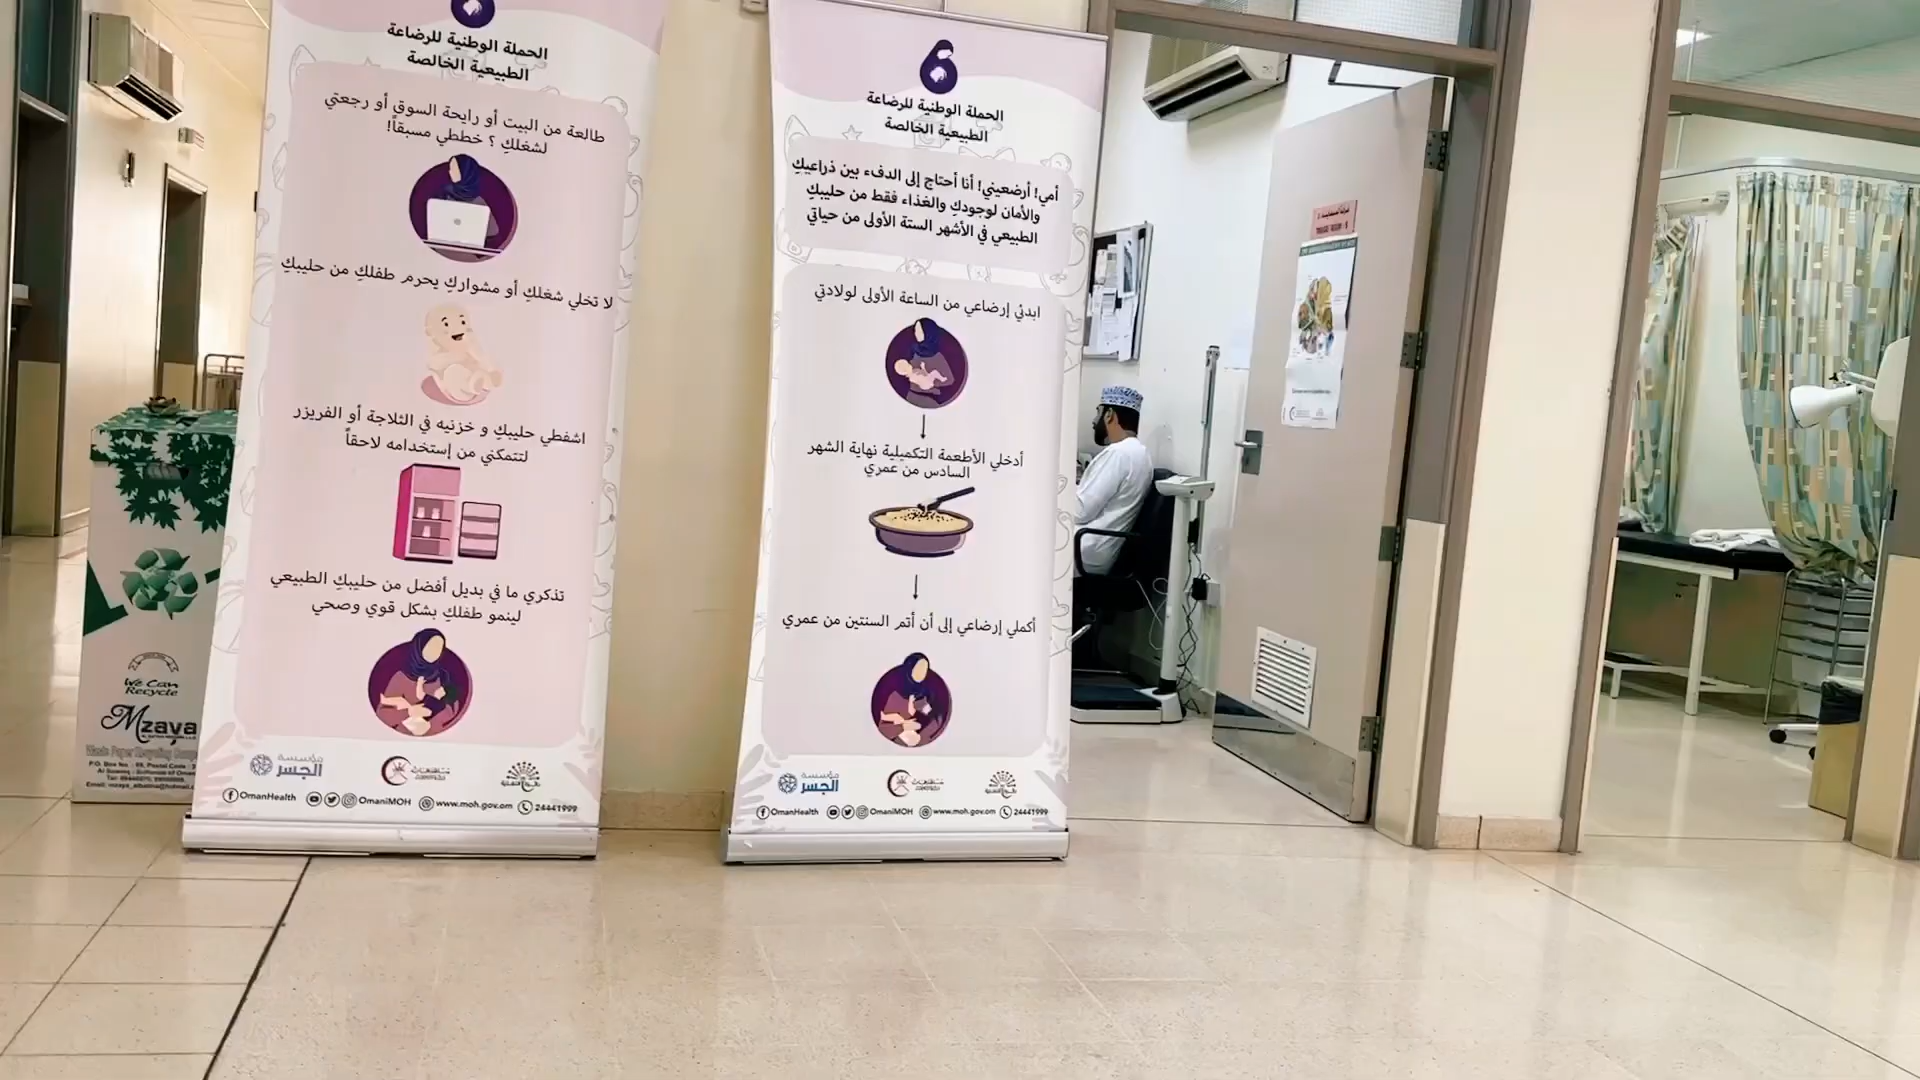 الحملة الوطنية للرضاعة
الطبيعية الخالصة
طالعة من البيت أو رايحة السوق أو رجعتي
لشغلكِ ؟ خططي مسبقاً!
لا تخلي شغلكِ أو مشواركِ يحرم طفلكِ من حليبكِ
اشفطي حليبكِ و خزنيه في الثلاجة أو الفريزر
لتتمكني من إستخدامه لاحقاً
تذكري ما في بديل أفضل من حليبكِ الطبيعي
لينمو طفلكِ بشكل قوي وصحي
مؤسسة
الجسر
OmanHealth OmaniMOH www.moh.gov.om 24441999
6
الحملة الوطنية للرضاعة
الطبيعية الخالصة
أمي! أرضعيني! أنا أحتاج إلى الدفء بين ذراعيكِ
والأمان لوجودكِ والغذاء فقط من حليبكِ
الطبيعي في الأشهر الستة الأولى من حياتي
ابدئي إرضاعي من الساعة الأولى لولادتي
أدخلي الأطعمة التكميلية نهاية الشهر
السادس من عمري
أكملي إرضاعي إلى أن أتم السنتين من عمري
مؤسسة
الجسر
OmanHealth OmaniMOH www.moh.gov.om 24441999
We Can
Recycle
Mzaya
Waste Paper Recycling